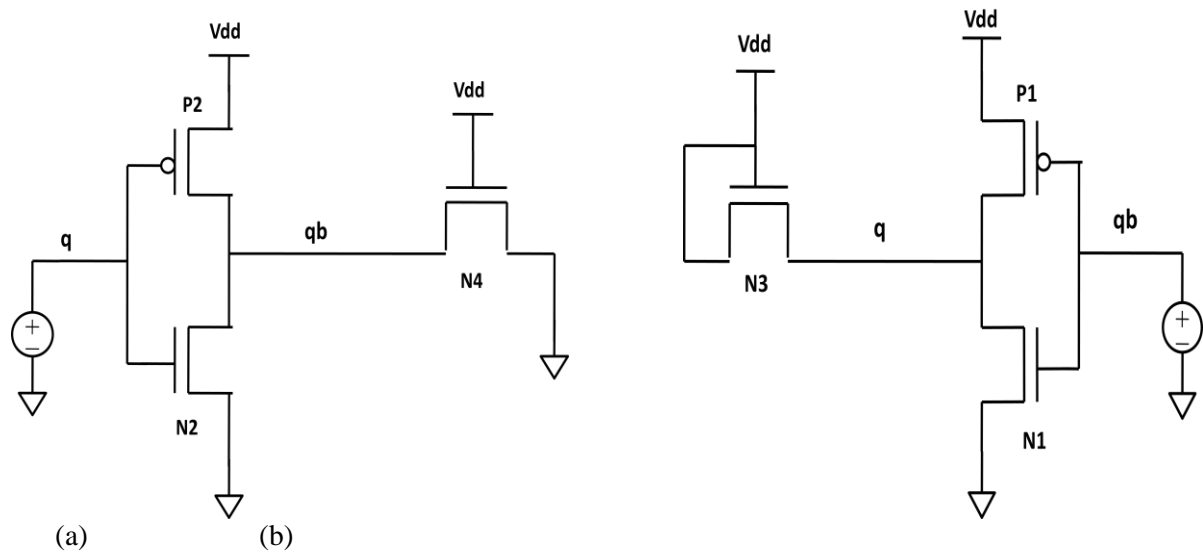 Vdd
P2
Vdd
q
qb
N4
+
−
N2
Vdd
Vdd
P1
q
qb
N3
+
−
N1
(a) (b)